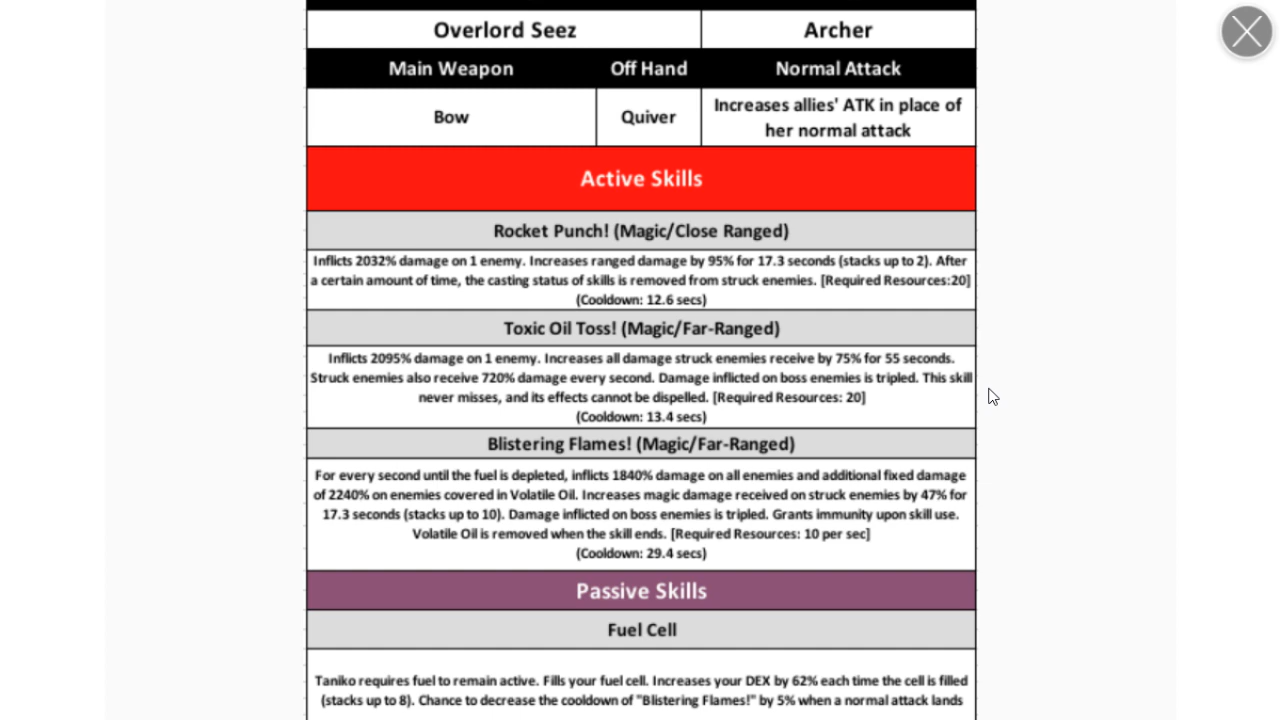 Overlord Seez Archer
Main Weapon Off Hand Normal Attack
Bow Quiver Increases allies' ATK in place of
her normal attack
Active Skills
Rocket Punch! (Magic/Close Ranged)
Inflicts 2032% damage on 1 enemy. Increases ranged damage by 95% for 17.3 seconds (stacks up to 2). After
a certain amount of time, the casting status of skills is removed from struck enemies. [Required Resources:20]
(Cooldown: 12.6 secs)
Toxic Oil Toss! (Magic/Far-Ranged)
Inflicts 2095% damage on 1 enemy. Increases all damage struck enemies receive by 75% for 55 seconds.
Struck enemies also receive 720% damage every second. Damage inflicted on boss enemies is tripled. This skill
never misses, and its effects cannot be dispelled. [Required Resources: 20]
(Cooldown: 13.4 secs)
Blistering Flames! (Magic/Far-Ranged)
For every second until the fuel is depleted, inflicts 1840% damage on all enemies and additional fixed damage
of 2240% on enemies covered in Volatile Oil. Increases magic damage received on struck enemies by 47% for
17.3 seconds (stacks up to 10). Damage inflicted on boss enemies is tripled. Grants immunity upon skill use.
Volatile Oil is removed when the skill ends. [Required Resources: 10 per sec]
(Cooldown: 29.4 secs)
Passive Skills
Fuel Cell
Taniko requires fuel to remain active. Fills your fuel cell. Increases your DEX by 62% each time the cell is filled
(stacks up to 8). Chance to decrease the cooldown of "Blistering Flames!" by 5% when a normal attack lands